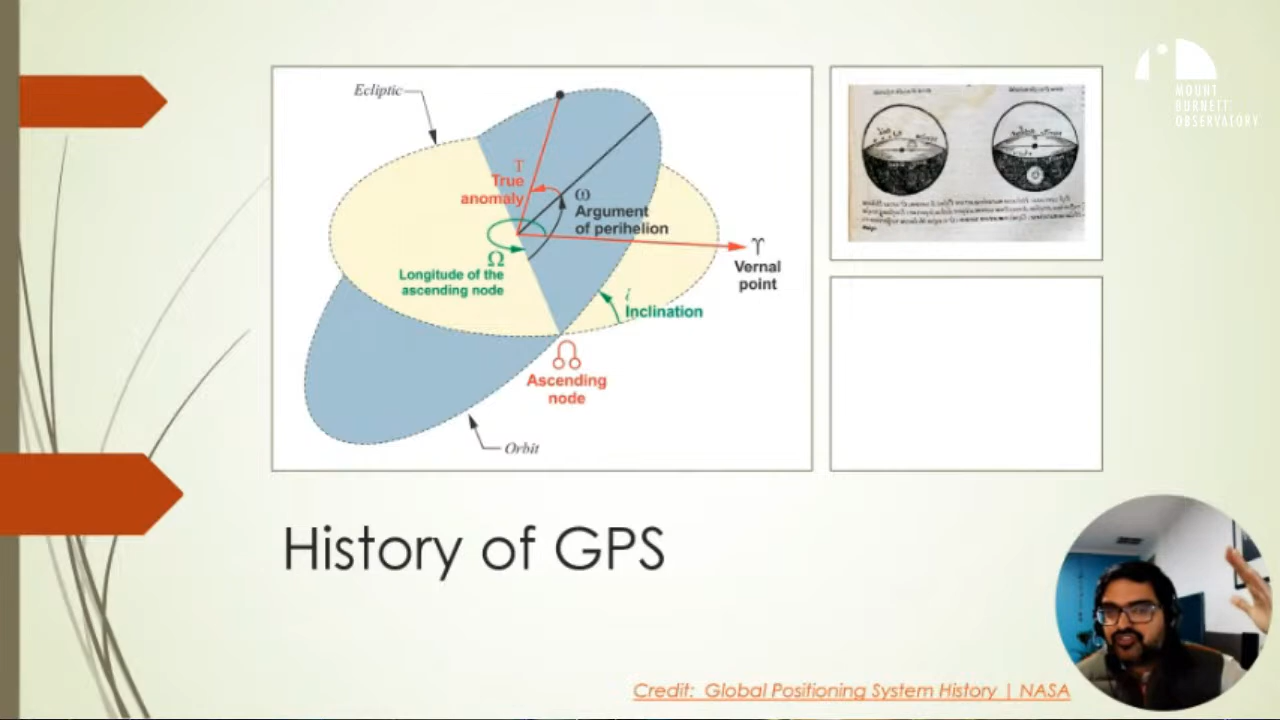 MOUNT
BURNETT
OBSERVATORY
Ecliptic
T
True
anomaly
ω
Argument
of perihelion
♈
Vernal
point
Ω
Longitude of the
ascending node
i
Inclination
☊
Ascending
node
Orbit
History of GPS
Credit: Global Positioning System History | NASA